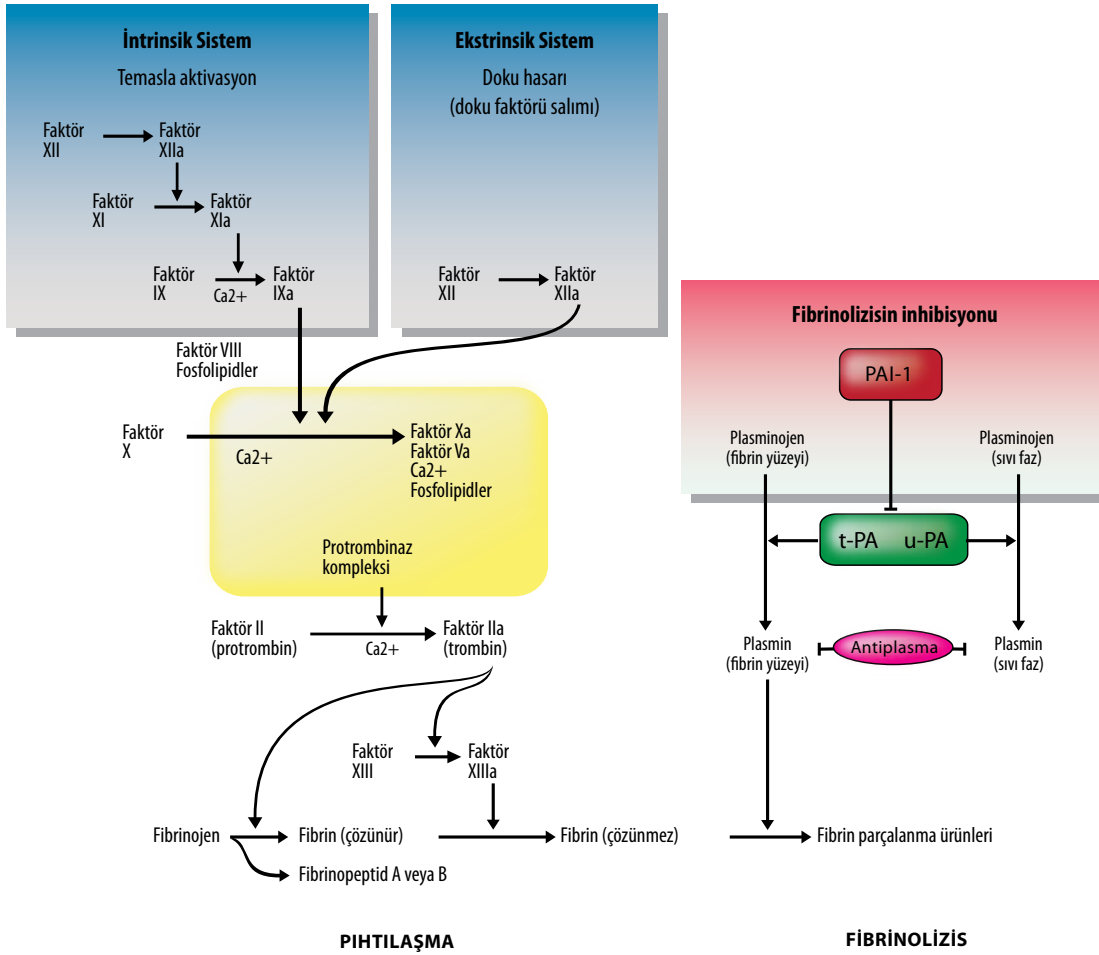 İntrinsik Sistem
Temasla aktivasyon
Faktör
XII
Faktör
XIIa
Faktör
XI
Faktör
XIa
Faktör
IX
Ca2+
Faktör
IXa
Ekstrinsik Sistem
Doku hasarı
(doku faktörü salımı)
Faktör
XII
Faktör
XIIa
Faktör VIII
Fosfolipidler
Faktör
X
Ca2+
Faktör Xa
Faktör Va
Ca2+
Fosfolipidler
Protrombinaz
kompleksi
Faktör II
(protrombin)
Ca2+
Faktör IIa
(trombin)
Faktör
XIII
Faktör
XIIIa
Fibrinojen
Fibrin (çözünür)
Fibrin (çözünmez)
Fibrinopeptid A veya B
PIHTILAŞMA
Fibrinolizisin inhibisyonu
PAI-1
Plasminojen
(fibrin yüzeyi)
Plasminojen
(sıvı faz)
t-PA u-PA
Plasmin
(fibrin yüzeyi)
Antiplasma
Plasmin
(sıvı faz)
Fibrin parçalanma ürünleri
FİBRİNOLİZİS